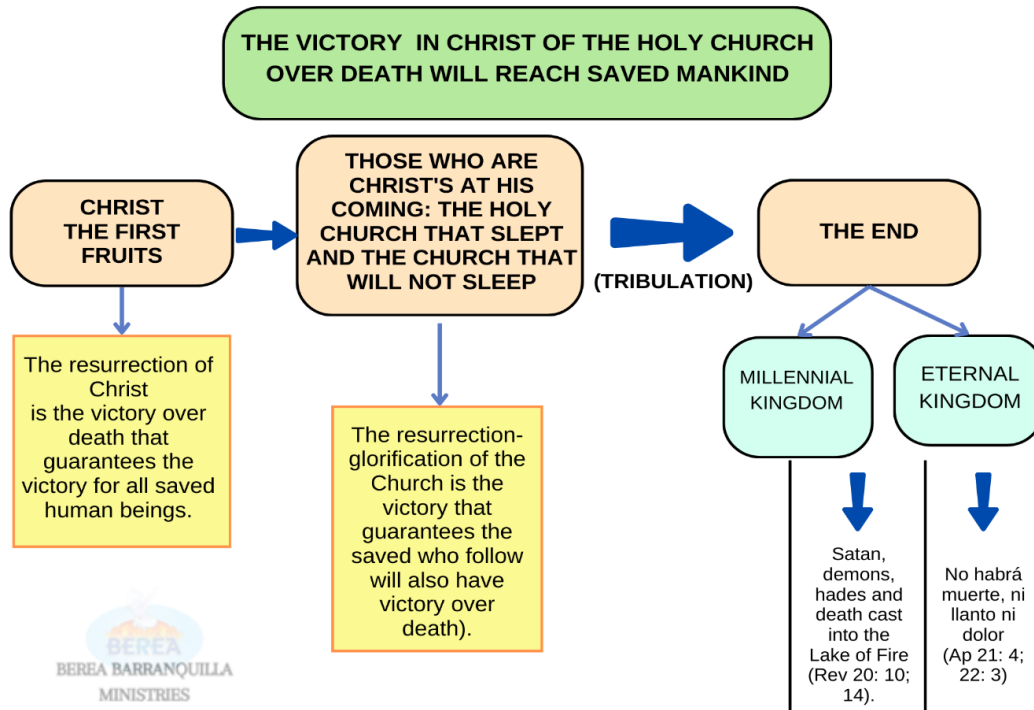 THE VICTORY IN CHRIST OF THE HOLY CHURCH
OVER DEATH WILL REACH SAVED MANKIND
CHRIST
THE FIRST
FRUITS
THOSE WHO ARE
CHRIST'S AT HIS
COMING: THE HOLY
CHURCH THAT SLEPT
AND THE CHURCH THAT
WILL NOT SLEEP
(TRIBULATION)
THE END
The resurrection of
Christ
is the victory over
death that
guarantees the
victory for all saved
human beings.
The resurrection-
glorification of the
Church is the
victory that
guarantees the
saved who follow
will also have
victory over
death).
MILLENNIAL
KINGDOM
ETERNAL
KINGDOM
Satan,
demons,
hades and
death cast
into the
Lake of Fire
(Rev 20: 10;
14).
No habrá
muerte, ni
llanto ni
dolor
(Ap 21: 4;
22: 3)
BEREA
BEREA BARRANQUILLA
MINISTRIES